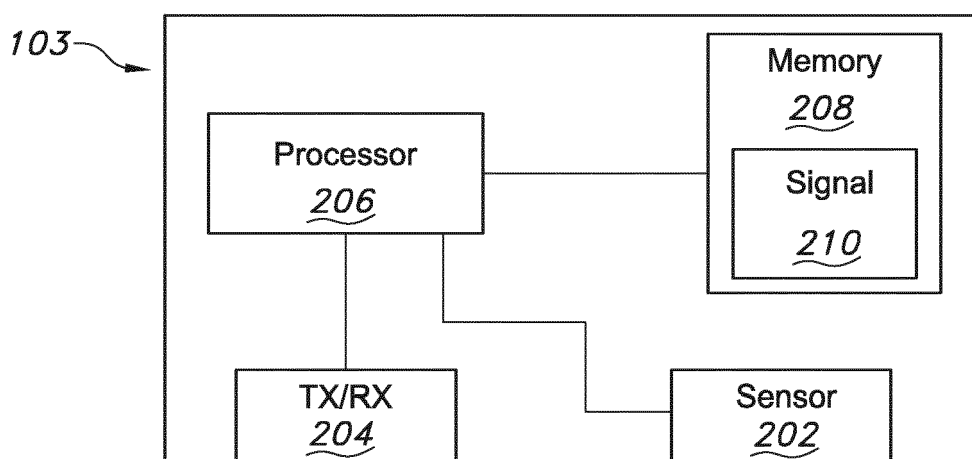 103
Memory
208
Processor
206
Signal
210
TX/RX
204
Sensor
202